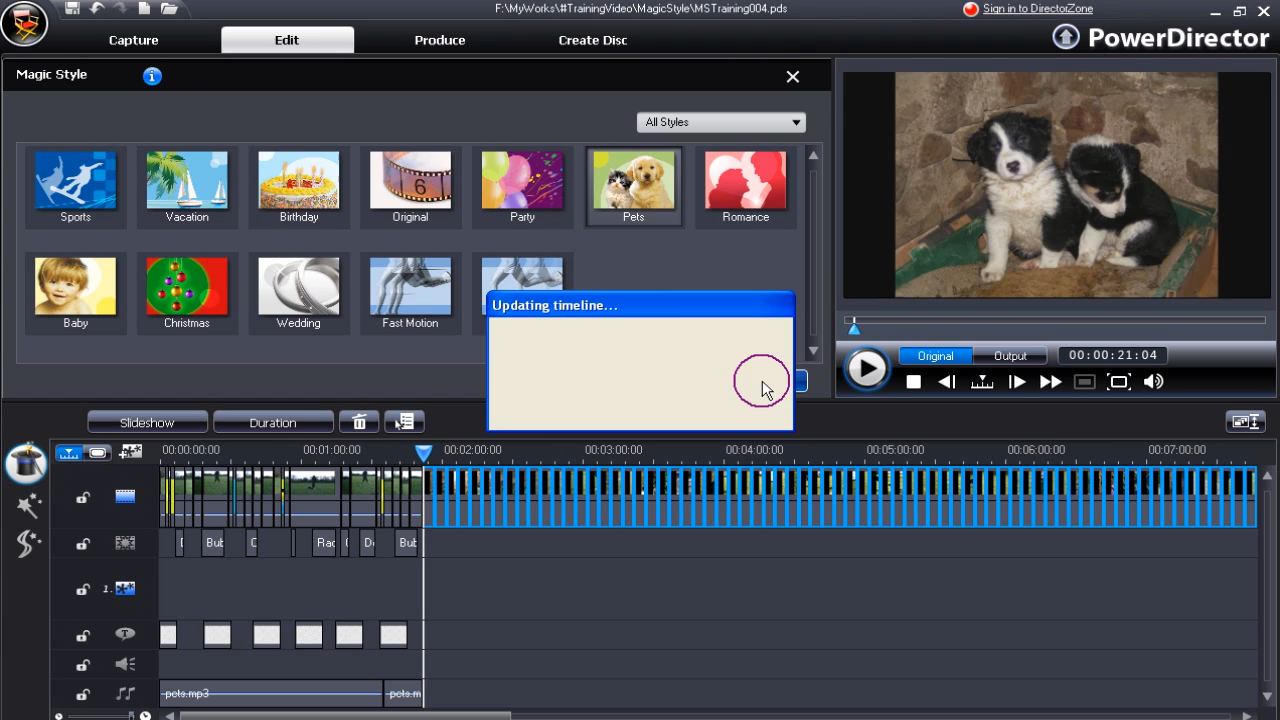 F:\MyWorks\#TrainingVideo\MagicStyle\MSTraining004.pds
Sign in to DirectorZone
Capture
Edit
Produce
Create Disc
PowerDirector
Magic Style
All Styles
6
Sports
Vacation
Birthday
Original
Party
Pets
Romance
Baby
Christmas
Wedding
Fast Motion
Updating timeline...
Original
Output
00:00:21:04
Slideshow
Duration
00:00:00:00
00:01:00:00
00:02:00:00
00:03:00:00
00:04:00:00
00:05:00:00
00:06:00:00
00:07:00:00
Bub
C
Rac
Bub
1.
T
pets.mp3
pets.m